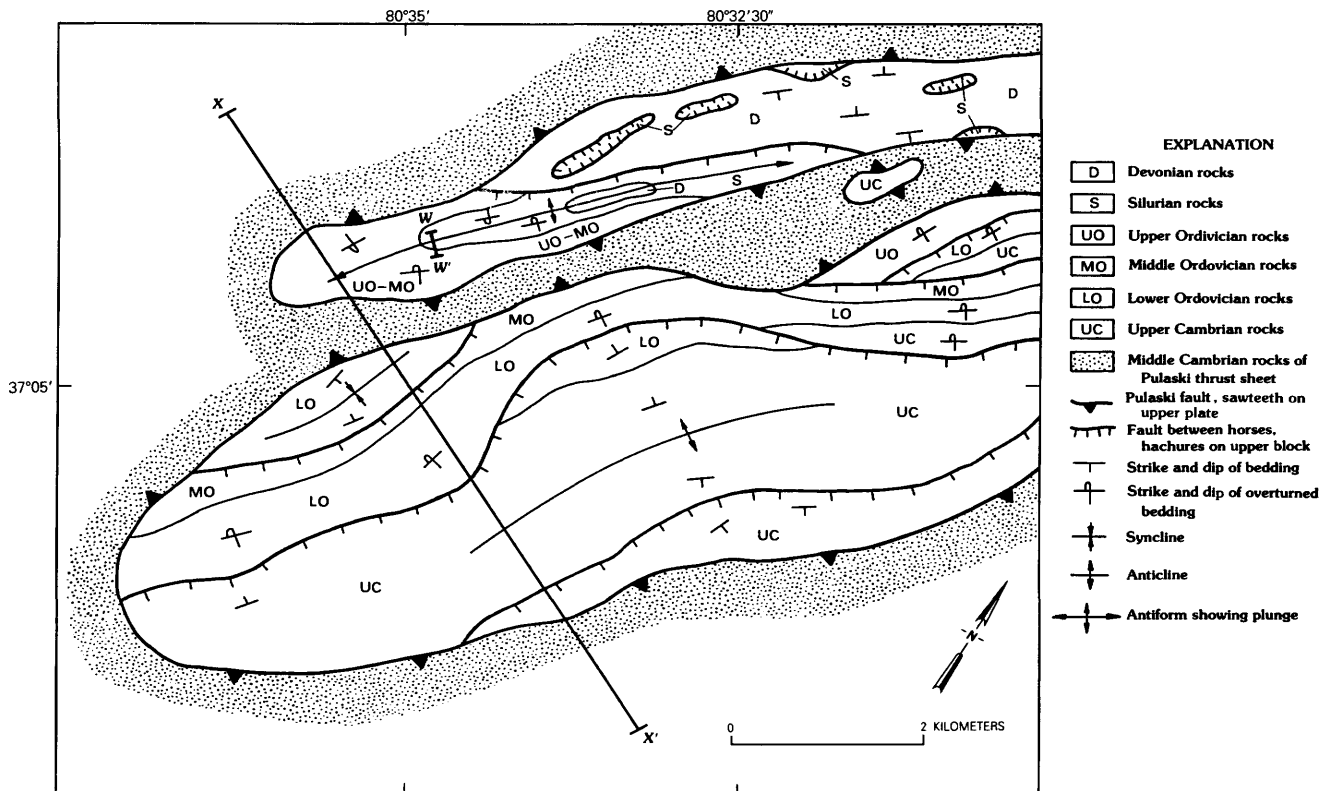 80°35′
80°32′30″
X
S
S
D
D
S
D
S
UC
W
W'
UO-MO
UO-MO
UO
LO
UC
MO
MO
LO
LO
UC
LO
LO
37°05′
UC
MO
LO
UC
UC
N
X'
0 2 KILOMETERS
EXPLANATION
D Devonian rocks
S Silurian rocks
UO Upper Ordivician rocks
MO Middle Ordovician rocks
LO Lower Ordovician rocks
UC Upper Cambrian rocks
Middle Cambrian rocks of
Pulaski thrust sheet
Pulaski fault, sawteeth on
upper plate
Fault between horses,
hachures on upper block
Strike and dip of bedding
Strike and dip of overturned
bedding
Syncline
Anticline
Antiform showing plunge